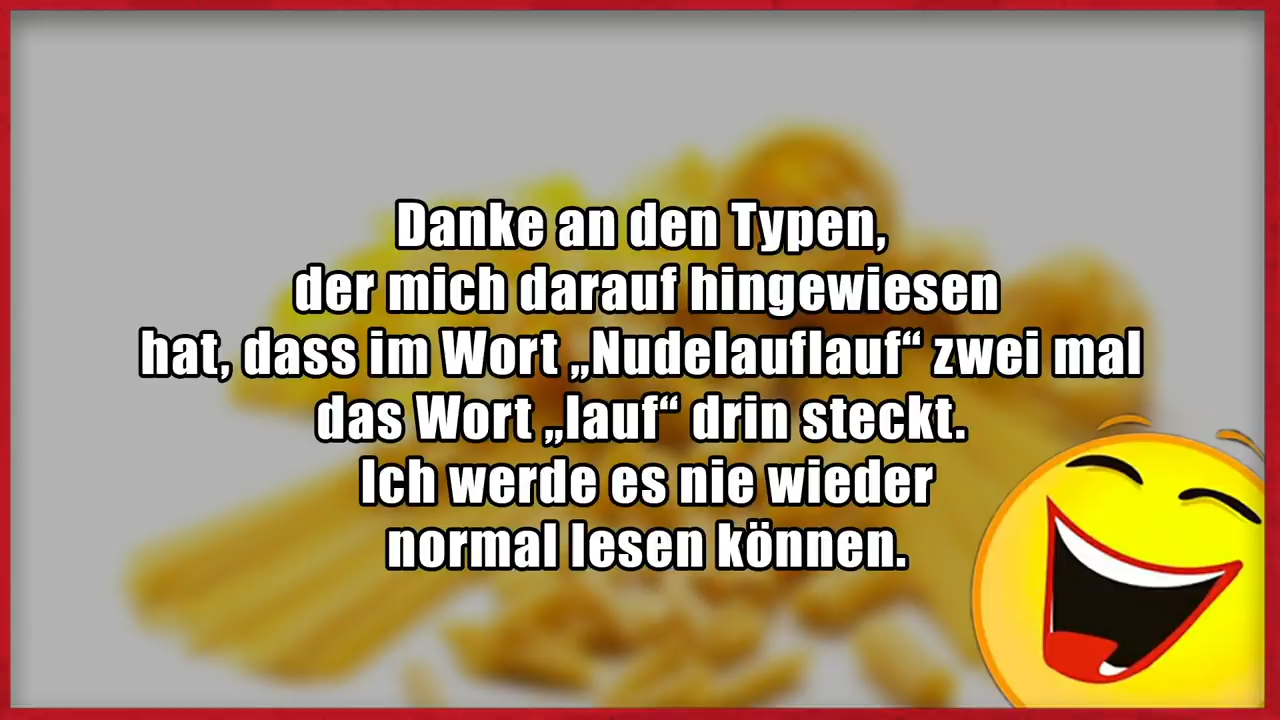 Danke an den Typen,
der mich darauf hingewiesen
hat, dass im Wort „Nudelauflauf“ zwei mal
das Wort „lauf“ drin steckt.
Ich werde es nie wieder
normal lesen können.